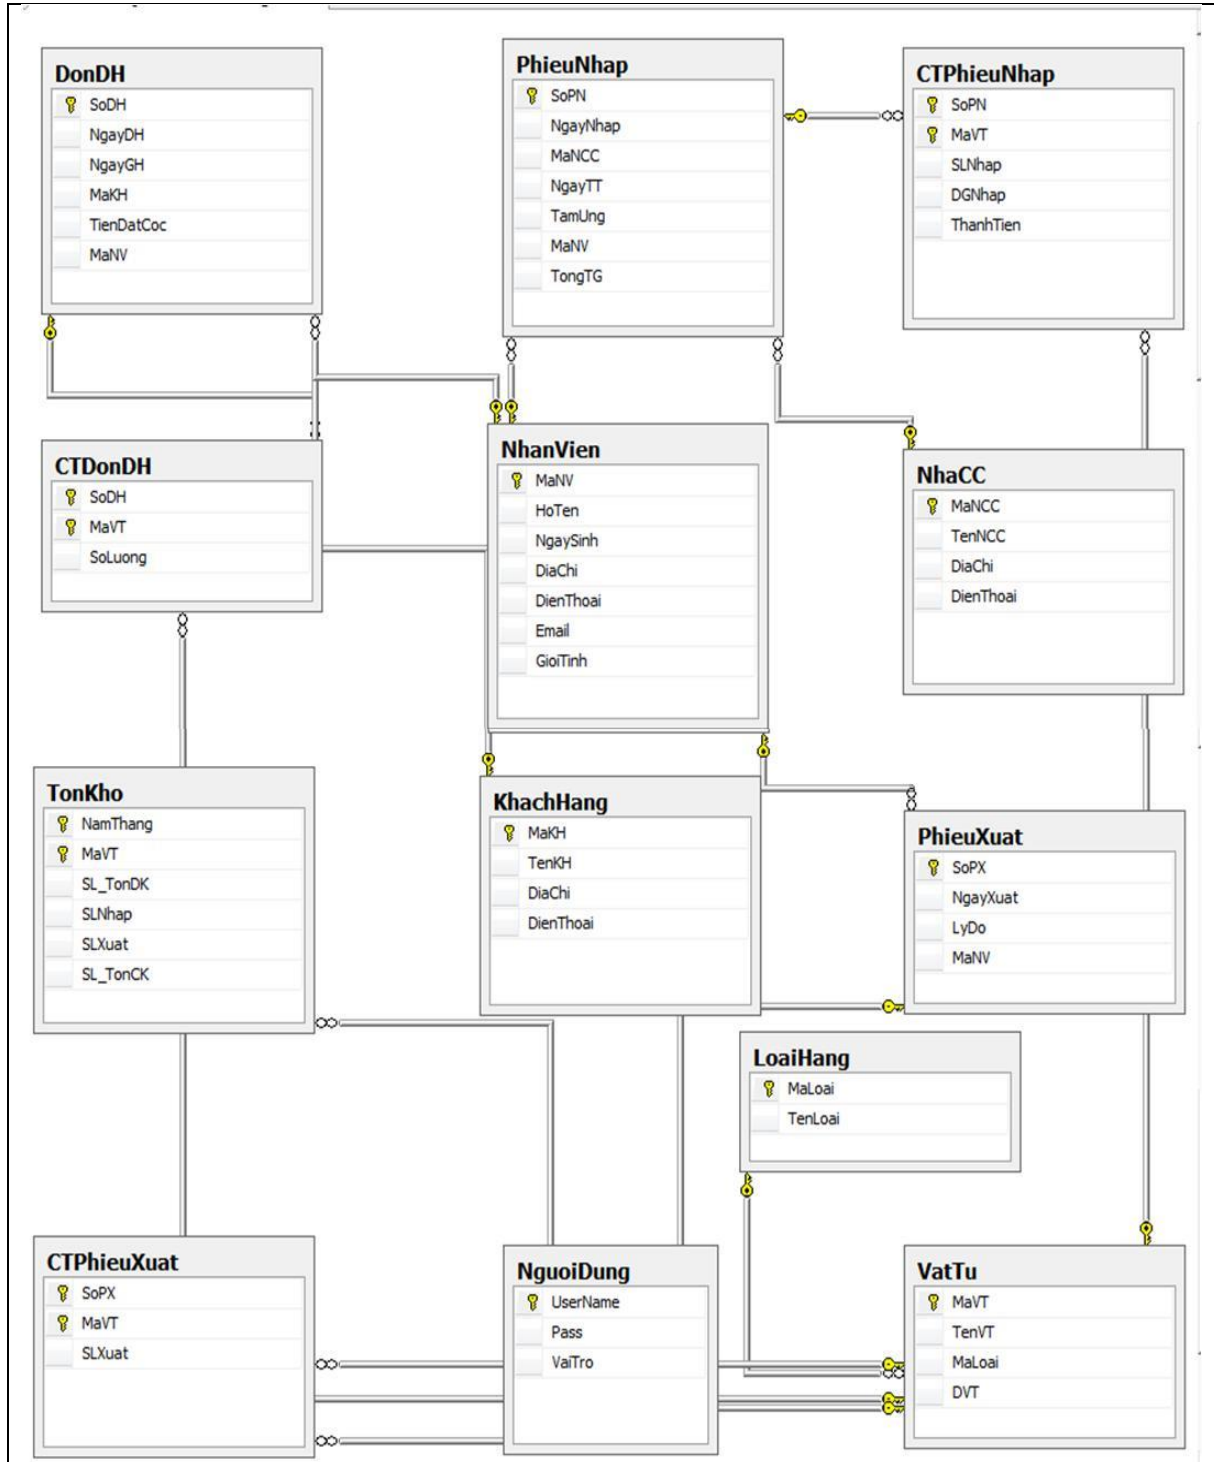 DonDH
SoDH
NgayDH
NgayGH
MaKH
TienDatCoc
MaNV
PhieuNhap
SoPN
NgayNhap
MaNCC
NgayTT
TamUng
MaNV
TongTG
CTPhieuNhap
SoPN
MaVT
SLNhap
DGNhap
ThanhTien
CTDonDH
SoDH
MaVT
SoLuong
NhanVien
MaNV
HoTen
NgaySinh
DiaChi
DienThoai
Email
GioiTinh
NhaCC
MaNCC
TenNCC
DiaChi
DienThoai
TonKho
NamThang
MaVT
SL_TonDK
SLNhap
SLXuat
SL_TonCK
KhachHang
MaKH
TenKH
DiaChi
DienThoai
PhieuXuat
SoPX
NgayXuat
LyDo
MaNV
LoaiHang
MaLoai
TenLoai
CTPhieuXuat
SoPX
MaVT
SLXuat
NguoiDung
UserName
Pass
VaiTro
VatTu
MaVT
TenVT
MaLoai
DVT